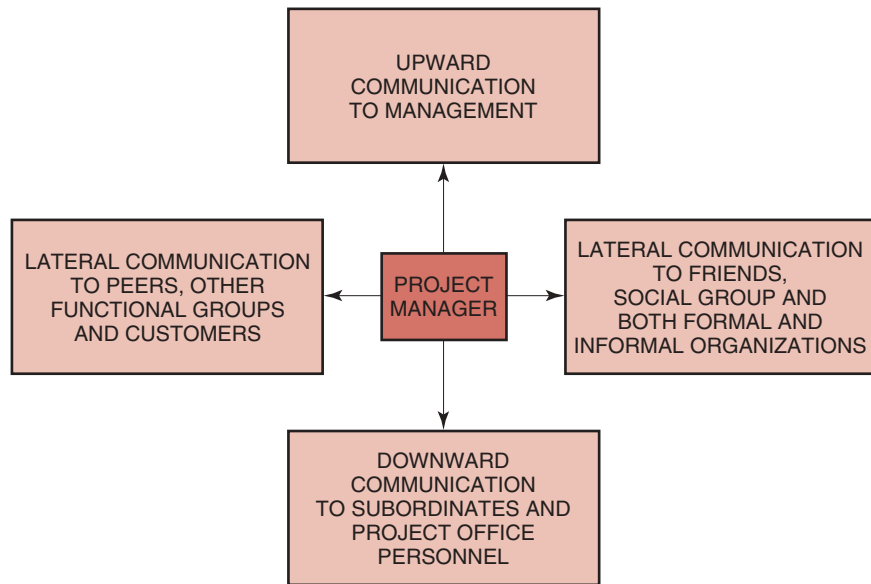 UPWARD
COMMUNICATION
TO MANAGEMENT
LATERAL COMMUNICATION
TO PEERS, OTHER
FUNCTIONAL GROUPS
AND CUSTOMERS
PROJECT
MANAGER
LATERAL COMMUNICATION
TO FRIENDS,
SOCIAL GROUP AND
BOTH FORMAL AND
INFORMAL ORGANIZATIONS
DOWNWARD
COMMUNICATION
TO SUBORDINATES AND
PROJECT OFFICE
PERSONNEL